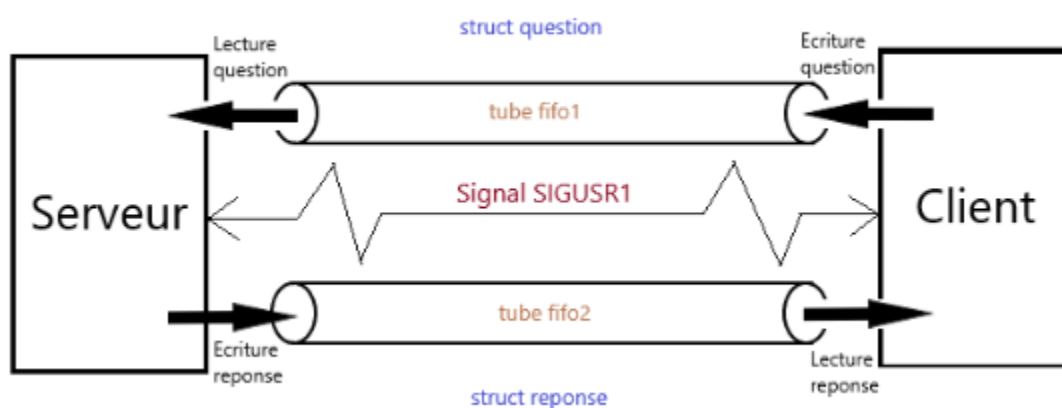 struct question
Lecture
question
Ecriture
question
tube fifo1
Serveur
Signal SIGUSR1
Client
tube fifo2
Ecriture
reponse
Lecture
reponse
struct reponse